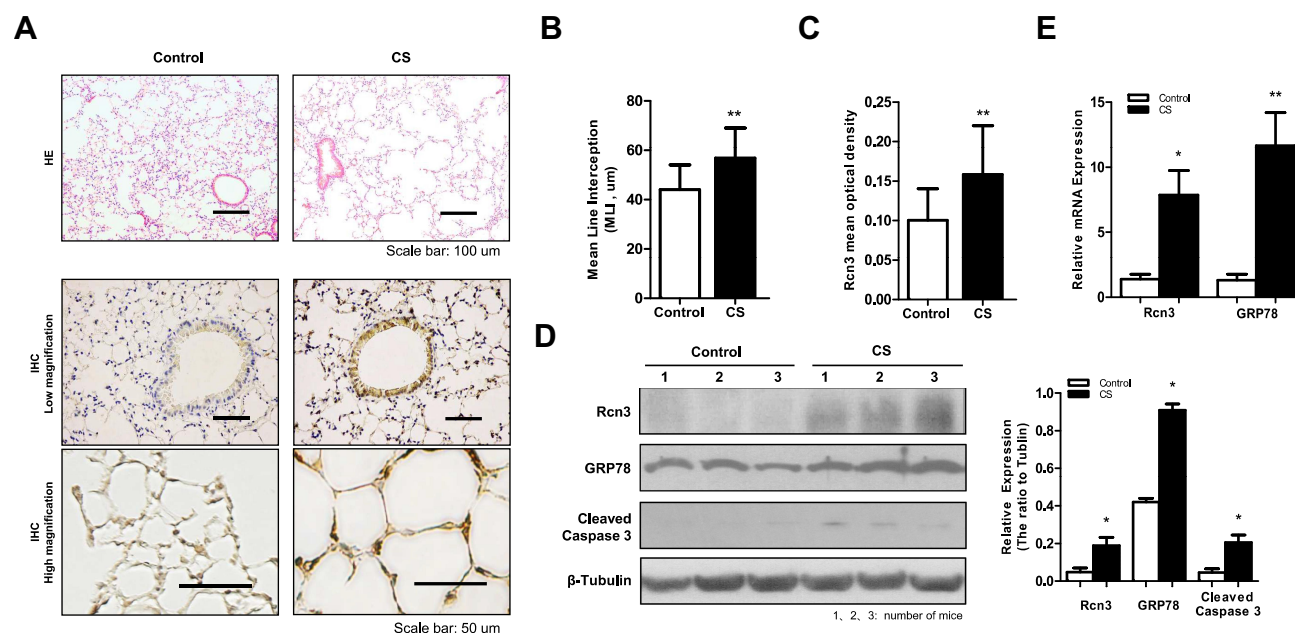 A
Control
CS
HE
Scale bar: 100 um
IHC
Low magnification
IHC
High magnification
Scale bar: 50 um
B
Mean Line Interception
(MLI , um)
80
60
40
20
0
**
Control
CS
C
Rcn3 mean optical density
0.25
0.20
0.15
0.10
0.05
0.00
**
Control
CS
E
Relative mRNA Expression
15
10
5
0
Control
CS
*
**
Rcn3
GRP78
D
Control
CS
1 2 3 1 2 3
Rcn3
GRP78
Cleaved
Caspase 3
β-Tubulin
1、2、3: number of mice
Relative Expression
(The ratio to Tublin)
1.0
0.8
0.6
0.4
0.2
0.0
Control
CS
*
*
*
Rcn3
GRP78
Cleaved
Caspase 3